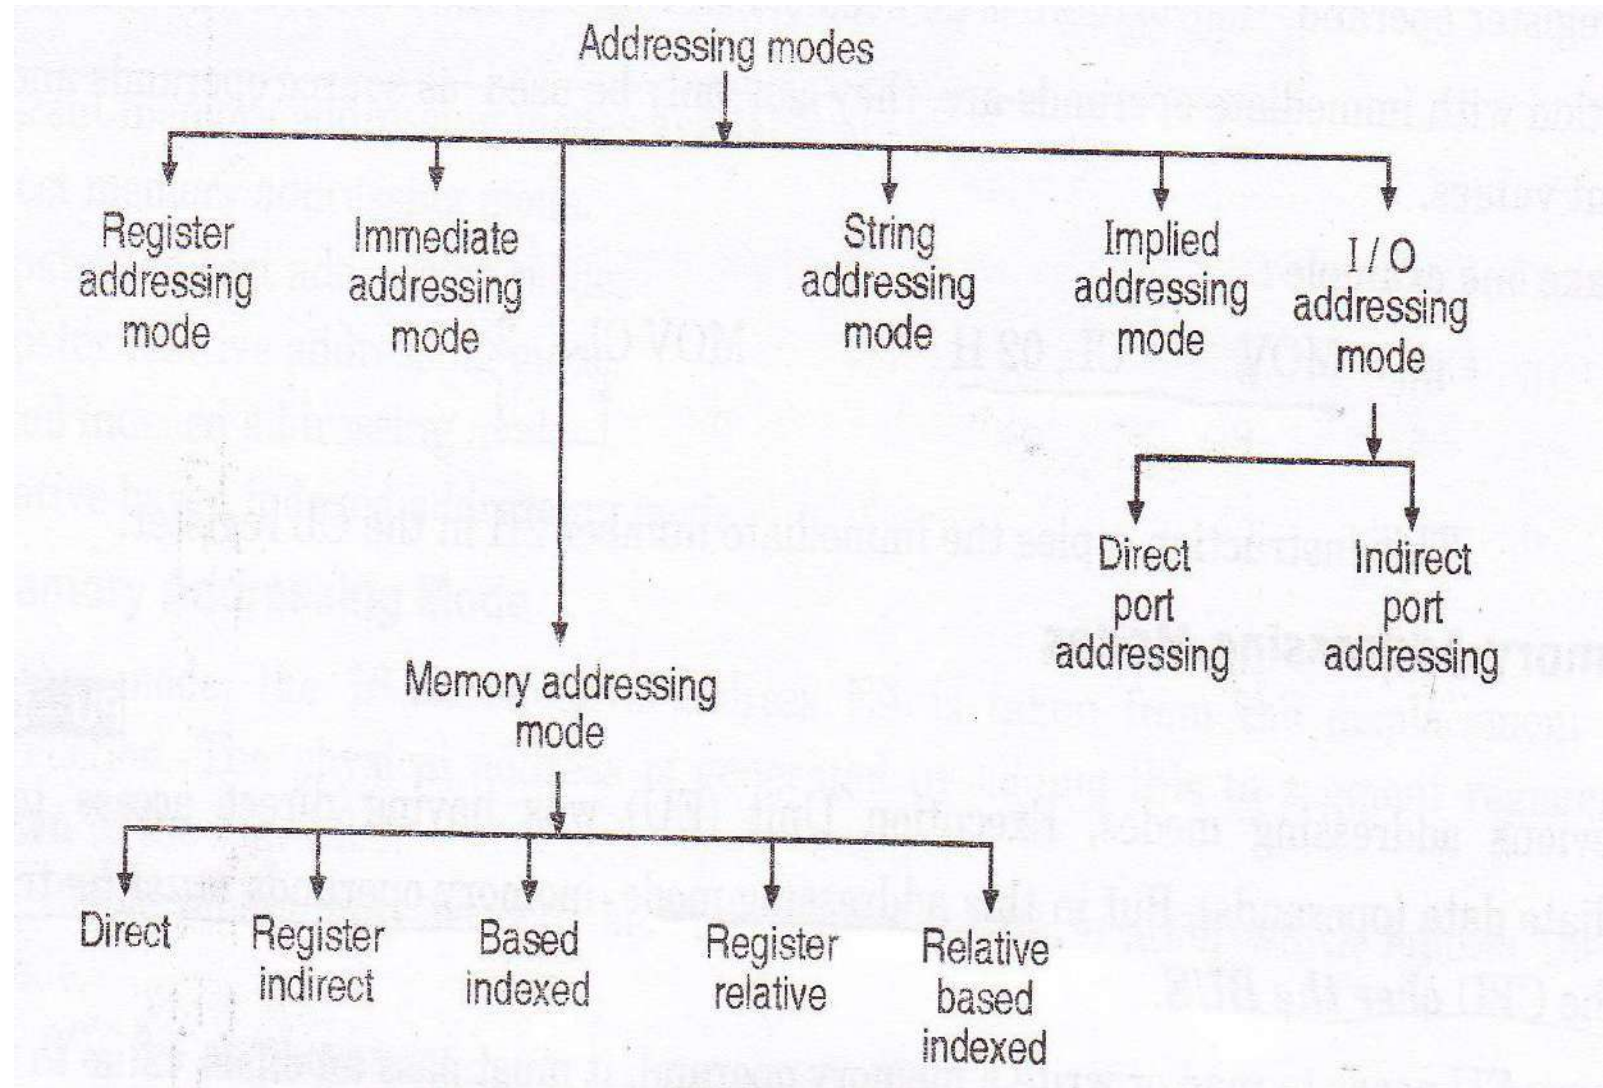 Addressing modes
Register
addressing
mode
Immediate
addressing
mode
String
addressing
mode
Implied
addressing
mode
I / O
addressing
mode
Direct
port
addressing
Indirect
port
addressing
Memory addressing
mode
Direct
Register
indirect
Based
indexed
Register
relative
Relative
based
indexed